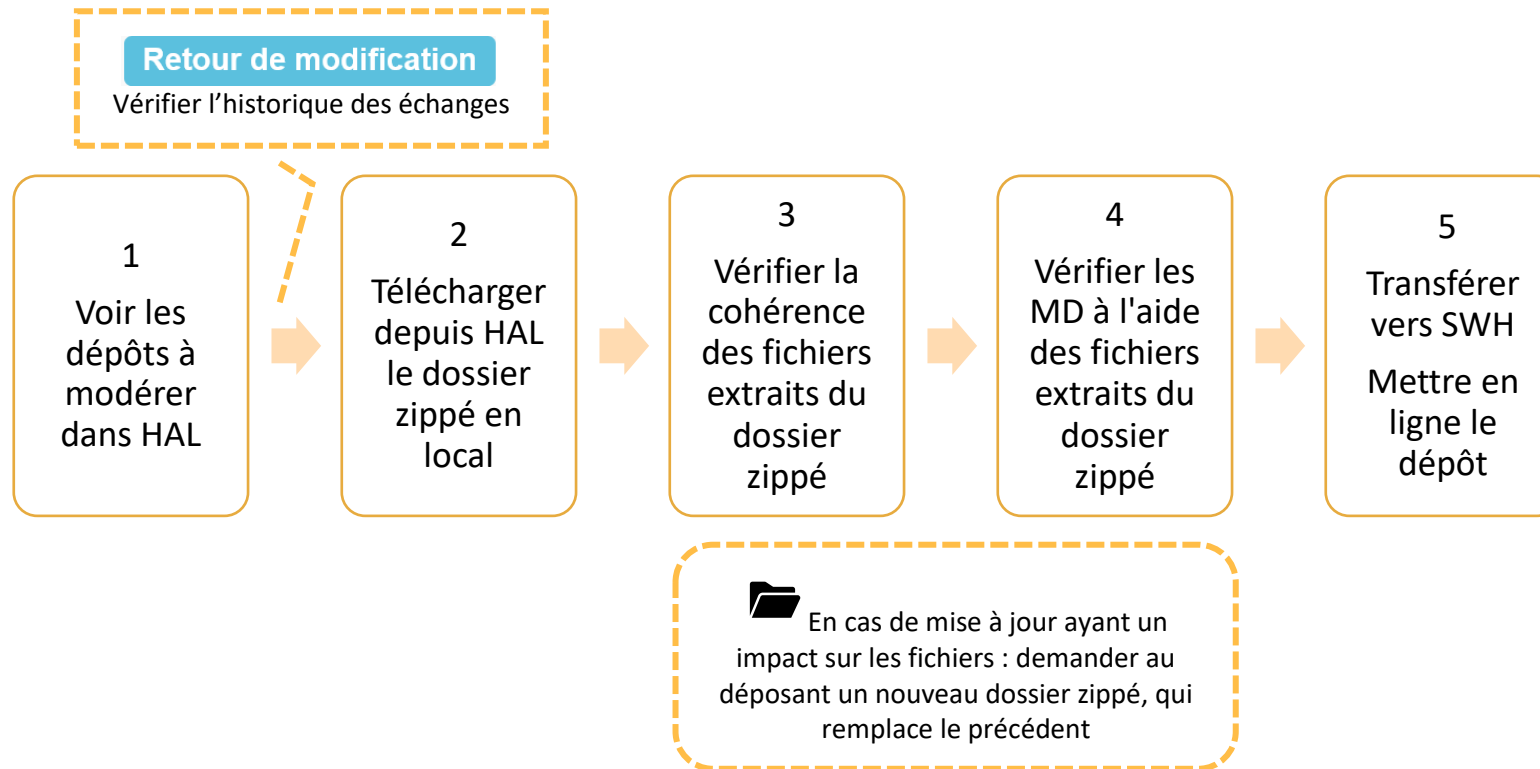 Retour de modification
Vérifier l’historique des échanges
1
Voir les
dépôts à
modérer
dans HAL
2
Télécharger
depuis HAL
le dossier
zippé en
local
3
Vérifier la
cohérence
des fichiers
extraits du
dossier
zippé
4
Vérifier les
MD à l'aide
des fichiers
extraits du
dossier
zippé
5
Transférer
vers SWH
Mettre en
ligne le
dépôt
En cas de mise à jour ayant un
impact sur les fichiers : demander au
déposant un nouveau dossier zippé, qui
remplace le précédent